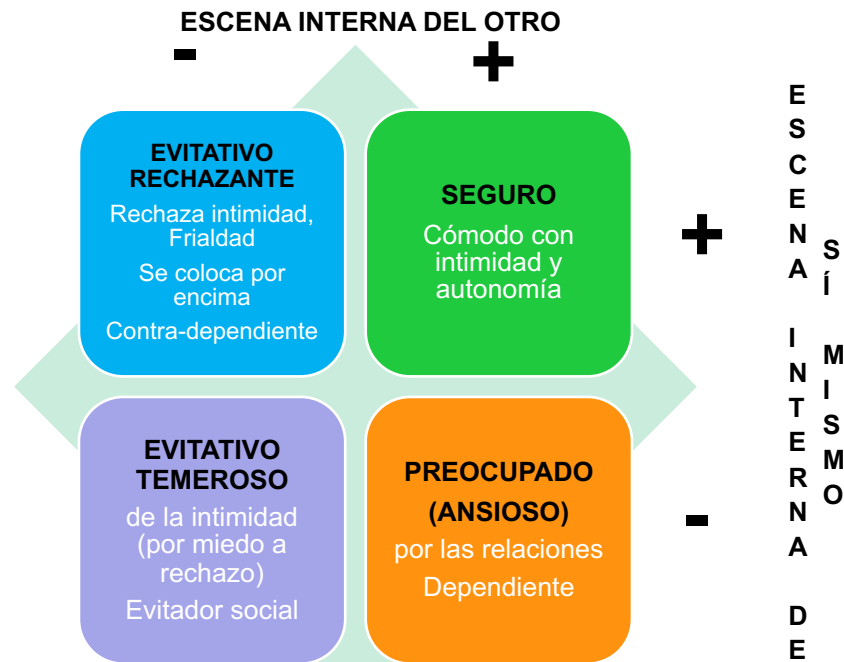 ESCENA INTERNA DEL OTRO
- +
EVITATIVO
RECHAZANTE
Rechaza intimidad,
Frialdad
Se coloca por
encima
Contra-dependiente
SEGURO
Cómodo con
intimidad y
autonomía
+
EVITATIVO
TEMEROSO
de la intimidad
(por miedo a
rechazo)
Evitador social
PREOCUPADO
(ANSIOSO)
por las relaciones
Dependiente
-
ESCENA INTERNA DE
SÍ MISMO